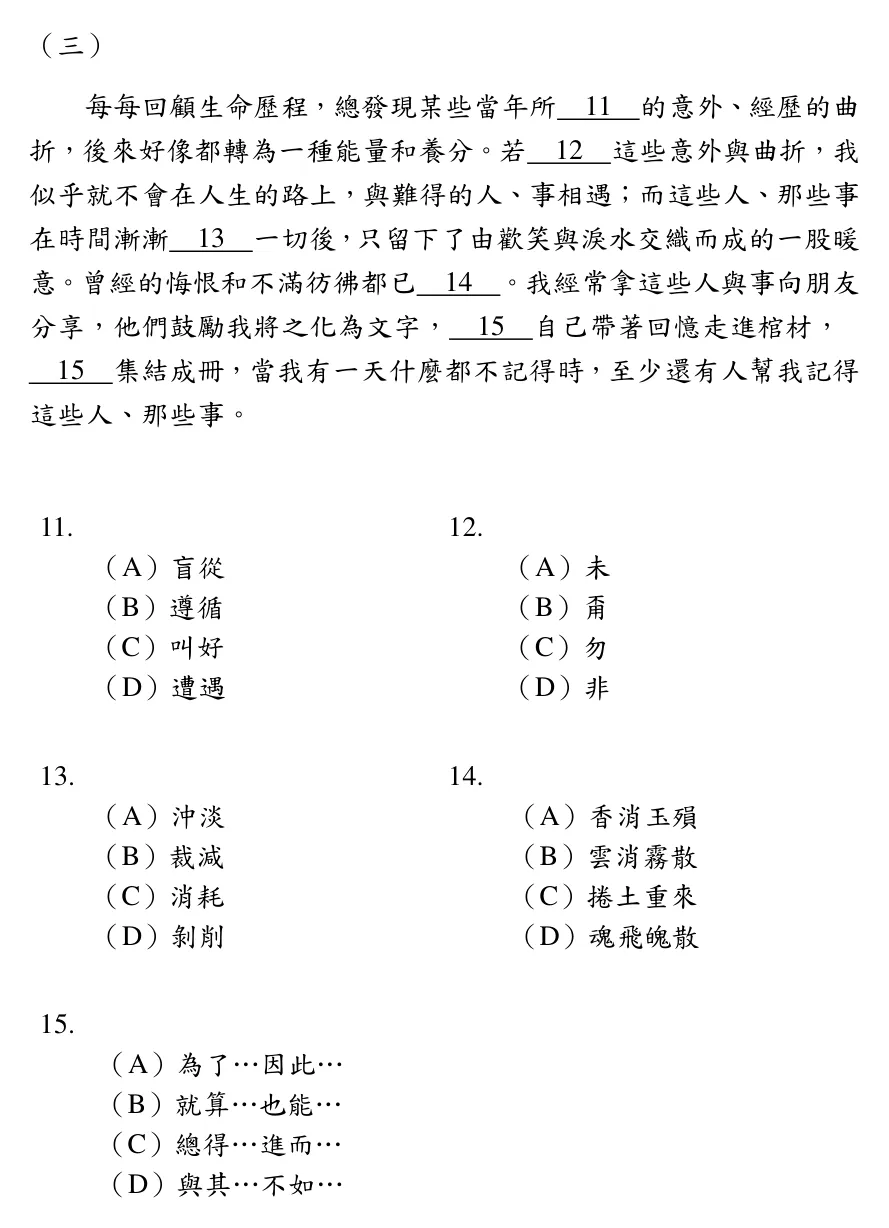 （三）
每每回顧生命歷程，總發現某些當年所 11 的意外、經歷的曲
折，後來好像都轉為一種能量和養分。若 12 這些意外與曲折，我
似乎就不會在人生的路上，與難得的人、事相遇；而這些人、那些事
在時間漸漸 13 一切後，只留下了由歡笑與淚水交織而成的一股暖
意。曾經的悔恨和不滿彷彿都已 14 。我經常拿這些人與事向朋友
分享，他們鼓勵我將之化為文字， 15 自己帶著回憶走進棺材，
15 集結成冊，當我有一天什麼都不記得時，至少還有人幫我記得
這些人、那些事。
11.
（A）盲從
（B）遵循
（C）叫好
（D）遭遇
12.
（A）未
（B）甭
（C）勿
（D）非
13.
（A）沖淡
（B）裁減
（C）消耗
（D）剝削
14.
（A）香消玉殞
（B）雲消霧散
（C）捲土重來
（D）魂飛魄散
15.
（A）為了…因此…
（B）就算…也能…
（C）總得…進而…
（D）與其…不如…